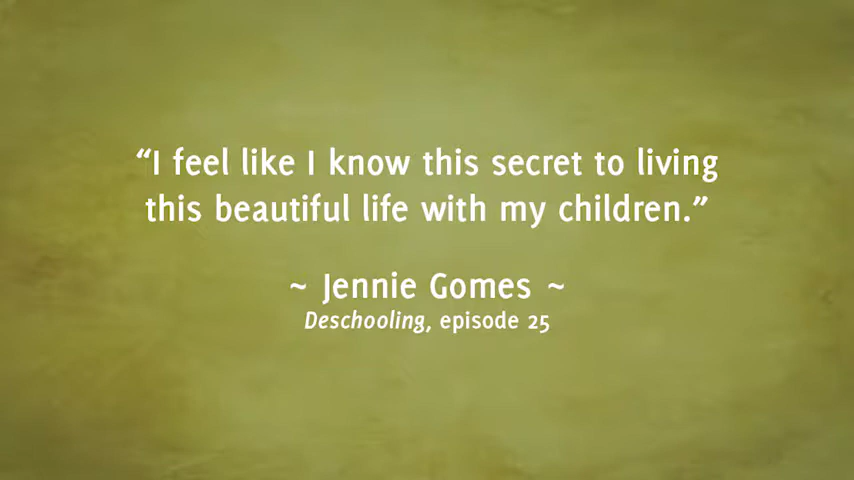 “I feel like I know this secret to living
this beautiful life with my children.”
~ Jennie Gomes ~
Deschooling, episode 25